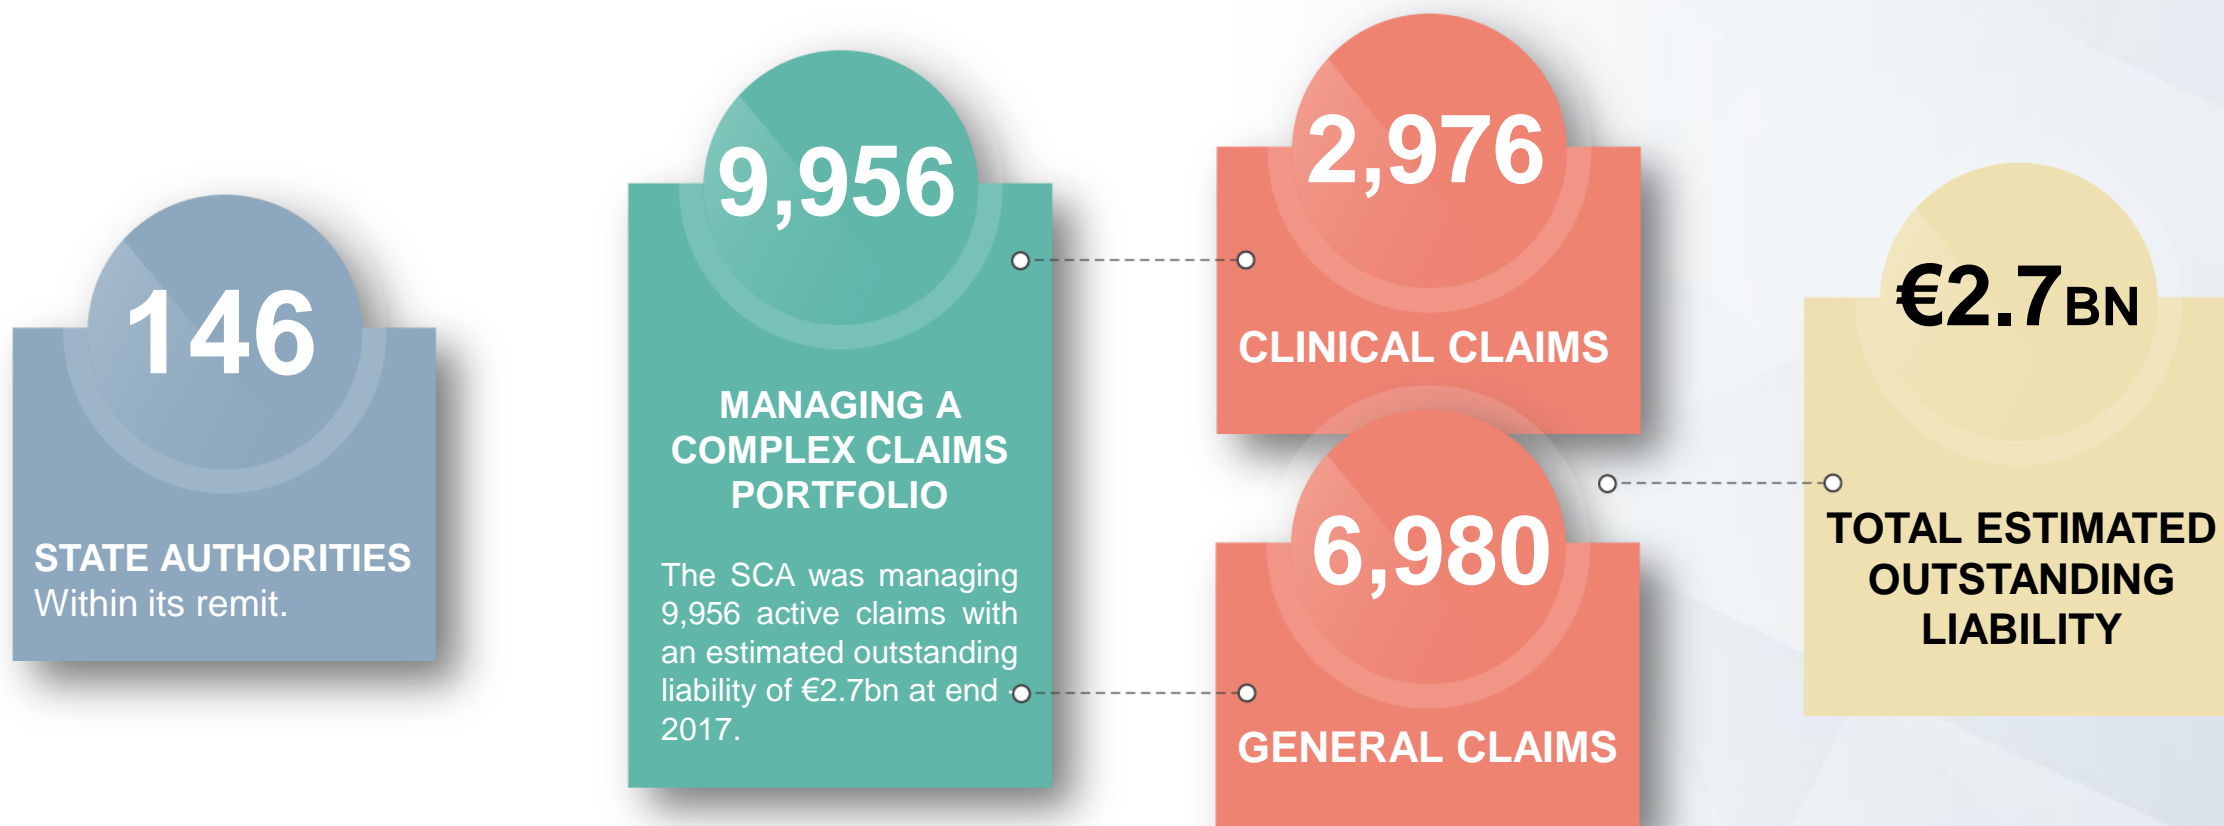 146
STATE AUTHORITIES
Within its remit.
9,956
MANAGING A
COMPLEX CLAIMS
PORTFOLIO
The SCA was managing
9,956 active claims with
an estimated outstanding
liability of €2.7bn at end -
2017.
2,976
CLINICAL CLAIMS
6,980
GENERAL CLAIMS
€2.7BN
TOTAL ESTIMATED
OUTSTANDING
LIABILITY